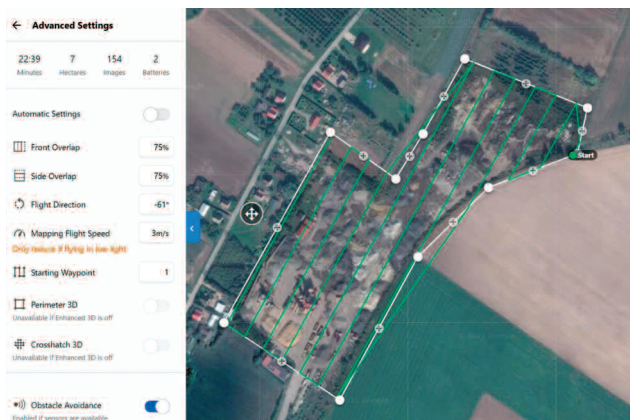 ← Advanced Settings
22:39 7 154 2
Minutes Hectares Images Batteries
Automatic Settings
Front Overlap 75%
Side Overlap 75%
Flight Direction -61°
Mapping Flight Speed 3m/s
Only reduce if flying in low light
Starting Waypoint 1
Perimeter 3D
Unavailable if Enhanced 3D is off
Crosshatch 3D
Unavailable if Enhanced 3D is off
Obstacle Avoidance
Enabled if sensors are available
Start